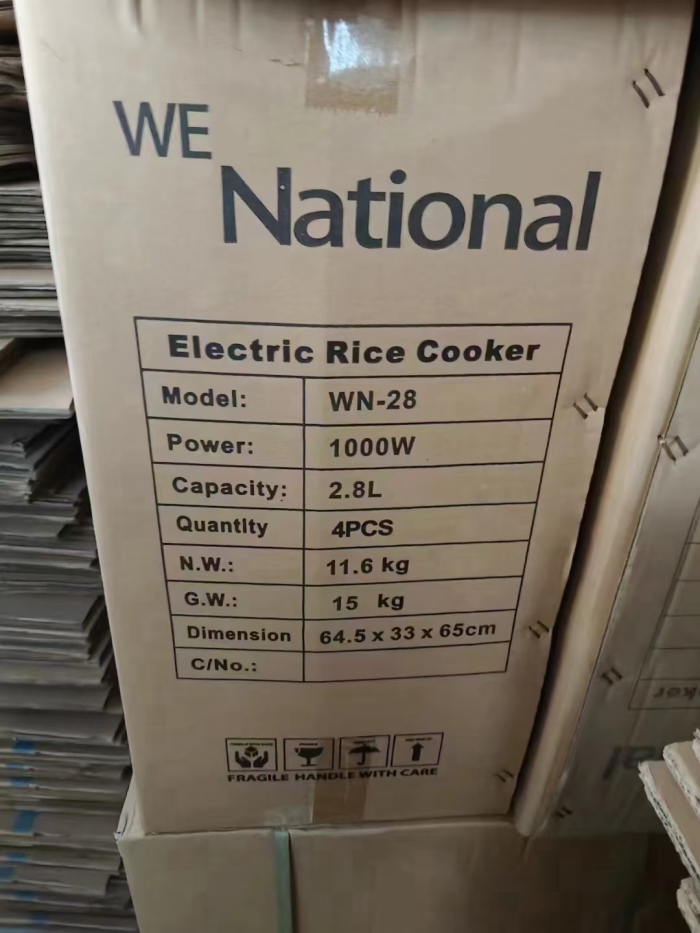 WE
National
Electric Rice Cooker
Model: WN-28
Power: 1000W
Capacity: 2.8L
Quantity 4PCS
N.W.: 11.6 kg
G.W.: 15 kg
Dimension 64.5 x 33 x 65cm
C/No.:
FRAGILE HANDLE WITH CARE